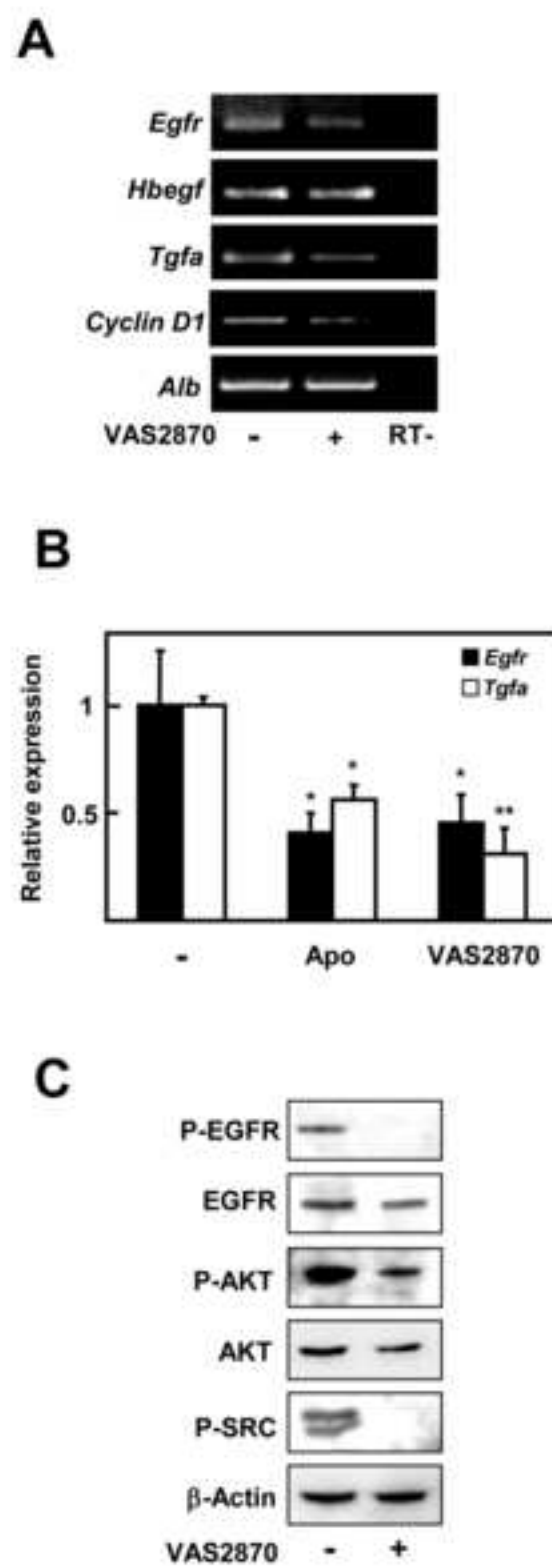 A
Egfr
Hbegf
Tgfa
Cyclin D1
Alb
VAS2870 - + RT-
B
Relative expression
1
0.5
Egfr
Tgfa
* * * **
- Apo VAS2870
C
P-EGFR
EGFR
P-AKT
AKT
P-SRC
β-Actin
VAS2870 - +